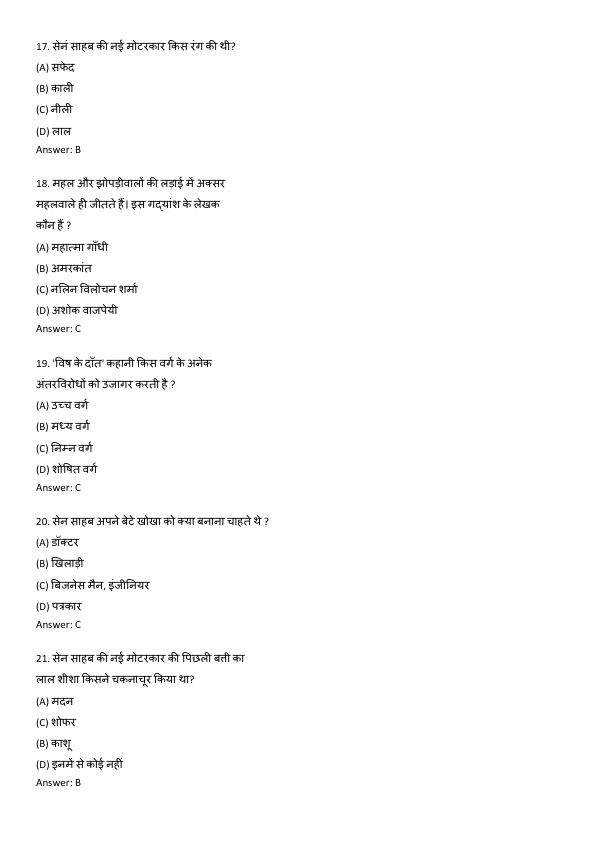 17. सेनं साहब की नई मोटरकार किस रंग की थी?
(A) सफेद
(B) काली
(C) नीली
(D) लाल
Answer: B
18. महल और झोपड़ीवालों की लड़ाई में अक्सर
महलवाले ही जीतते हैं। इस गद्यांश के लेखक
कौन हैं ?
(A) महात्मा गाँधी
(B) अमरकांत
(C) नलिन विलोचन शर्मा
(D) अशोक वाजपेयी
Answer: C
19. 'विष के दाँत' कहानी किस वर्ग के अनेक
अंतरविरोधों को उजागर करती है ?
(A) उच्च वर्ग
(B) मध्य वर्ग
(C) निम्न वर्ग
(D) शोषित वर्ग
Answer: C
20. सेन साहब अपने बेटे खोखा को क्या बनाना चाहते थे ?
(A) डॉक्टर
(B) खिलाड़ी
(C) बिजनेस मैन, इंजीनियर
(D) पत्रकार
Answer: C
21. सेन साहब की नई मोटरकार की पिछली बत्ती का
लाल शीशा किसने चकनाचूर किया था?
(A) मदन
(C) शोफर
(B) काशू
(D) इनमें से कोई नहीं
Answer: B